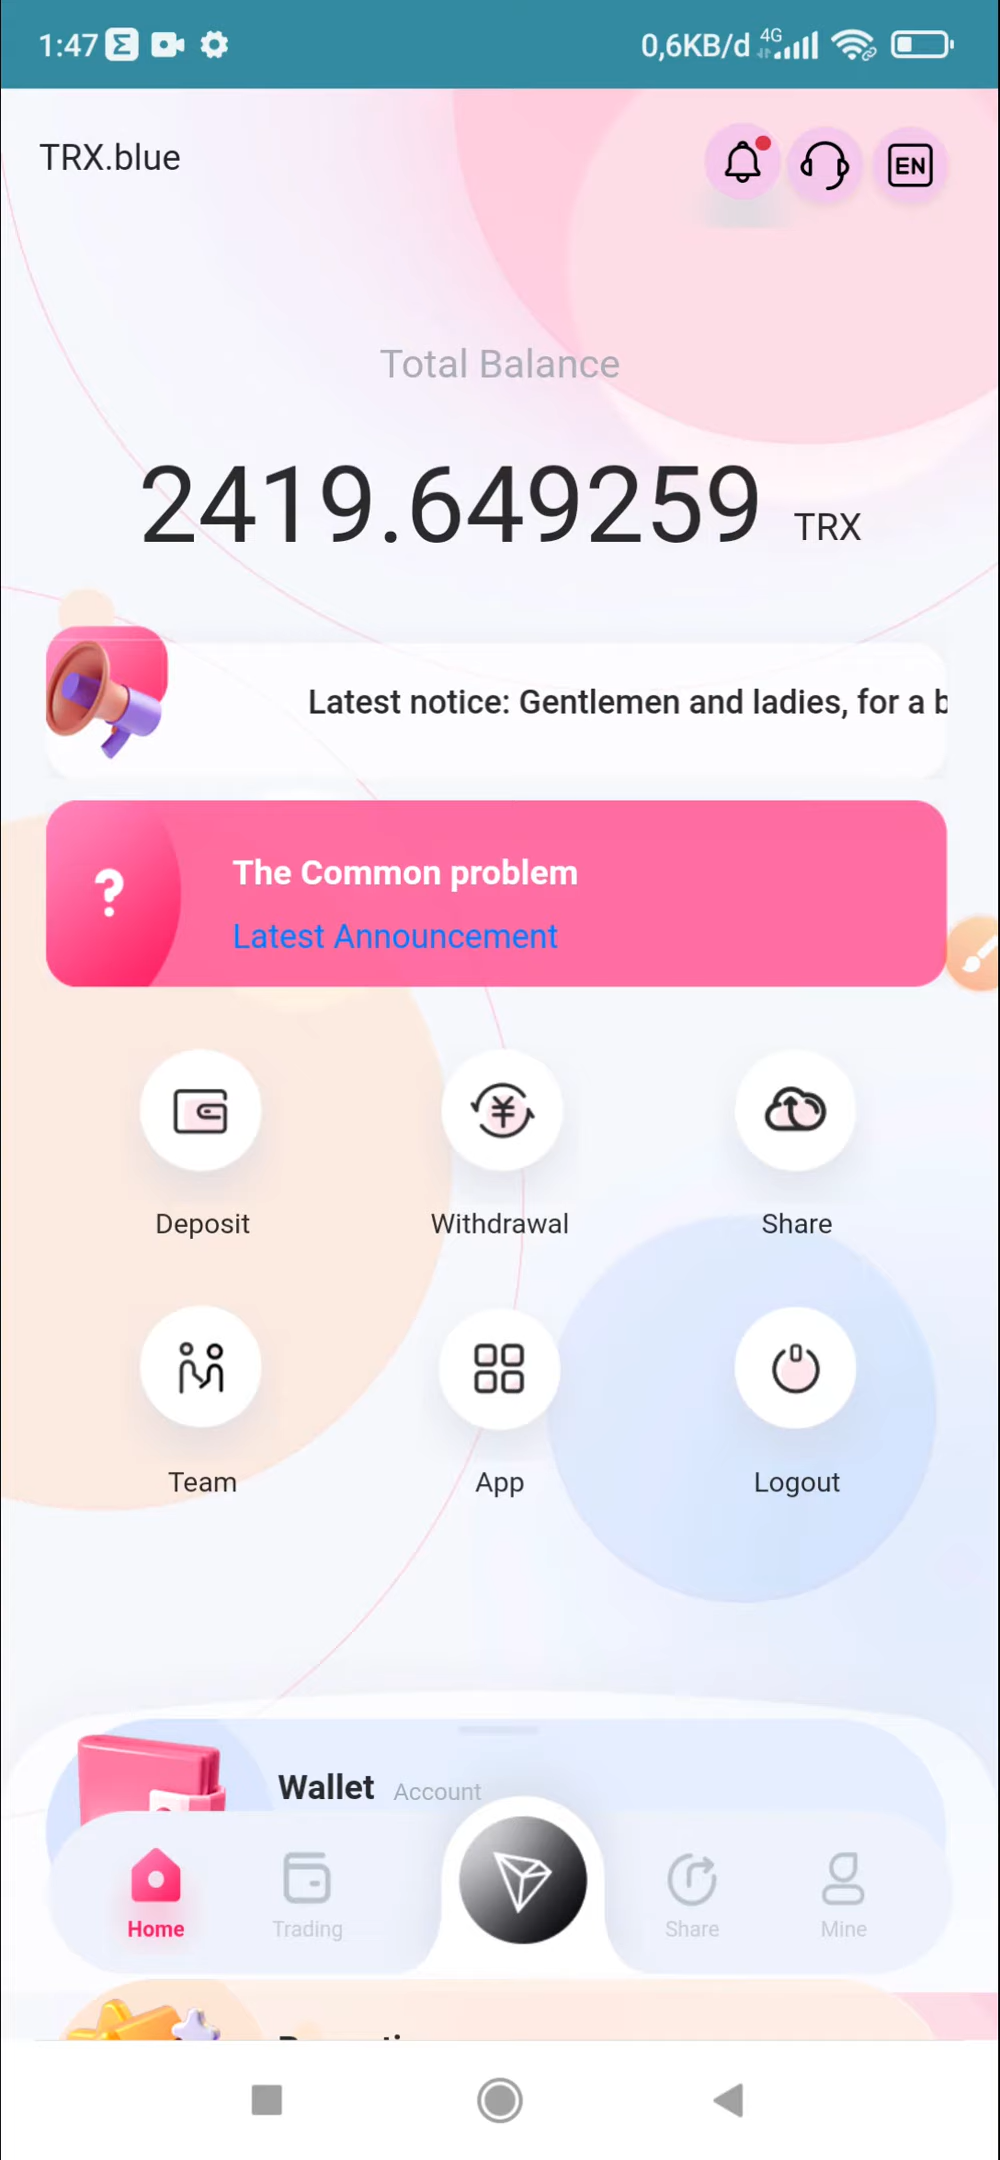 1:47
0,6KB/d 4G
TRX.blue
EN
Total Balance
2419.649259 TRX
Latest notice: Gentlemen and ladies, for a b
The Common problem
Latest Announcement
Deposit
Withdrawal
Share
Team
App
Logout
Wallet Account
Home
Trading
Share
Mine